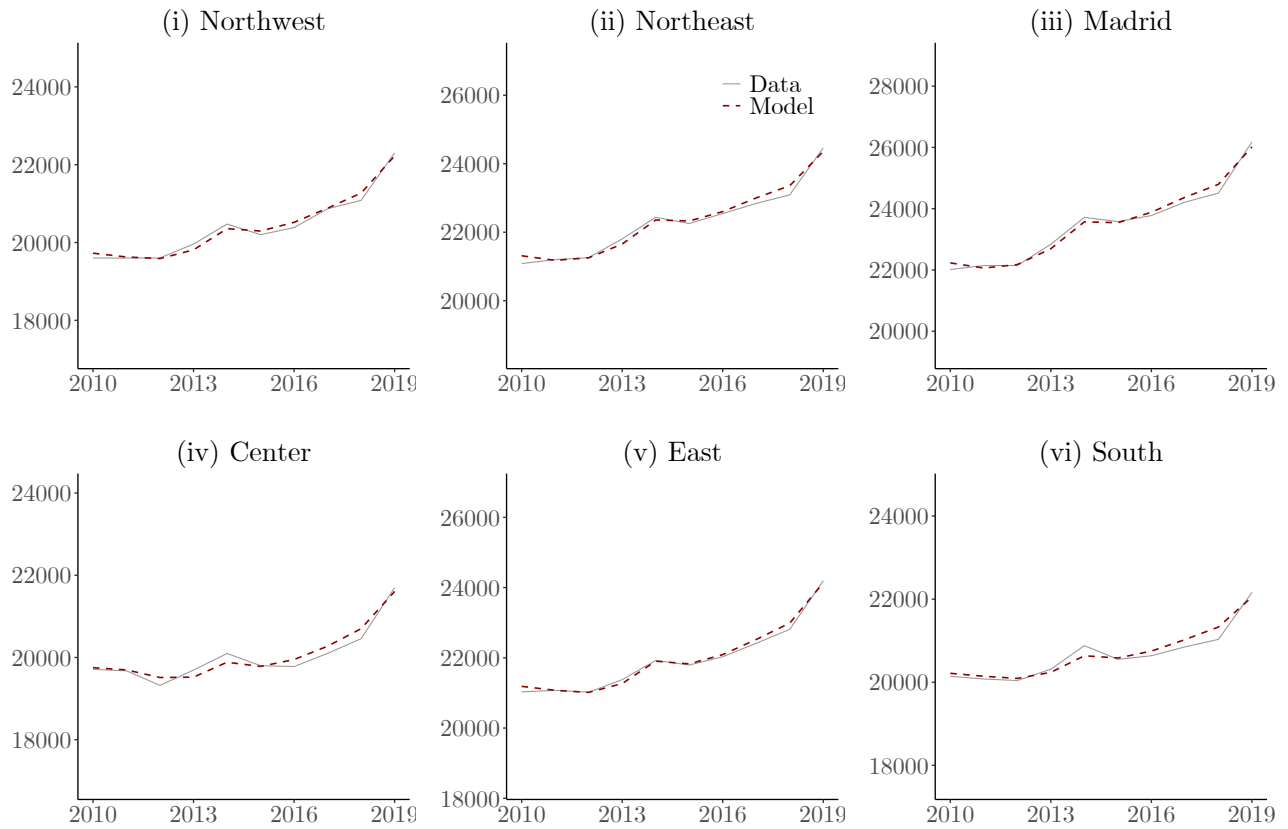 (i) Northwest
24000
22000
20000
18000
2010 2013 2016 2019
(ii) Northeast
Data
Model
26000
24000
22000
20000
2010 2013 2016 2019
(iii) Madrid
28000
26000
24000
22000
20000
2010 2013 2016 2019
(iv) Center
24000
22000
20000
18000
2010 2013 2016 2019
(v) East
26000
24000
22000
20000
18000
2010 2013 2016 2019
(vi) South
24000
22000
20000
18000
2010 2013 2016 2019